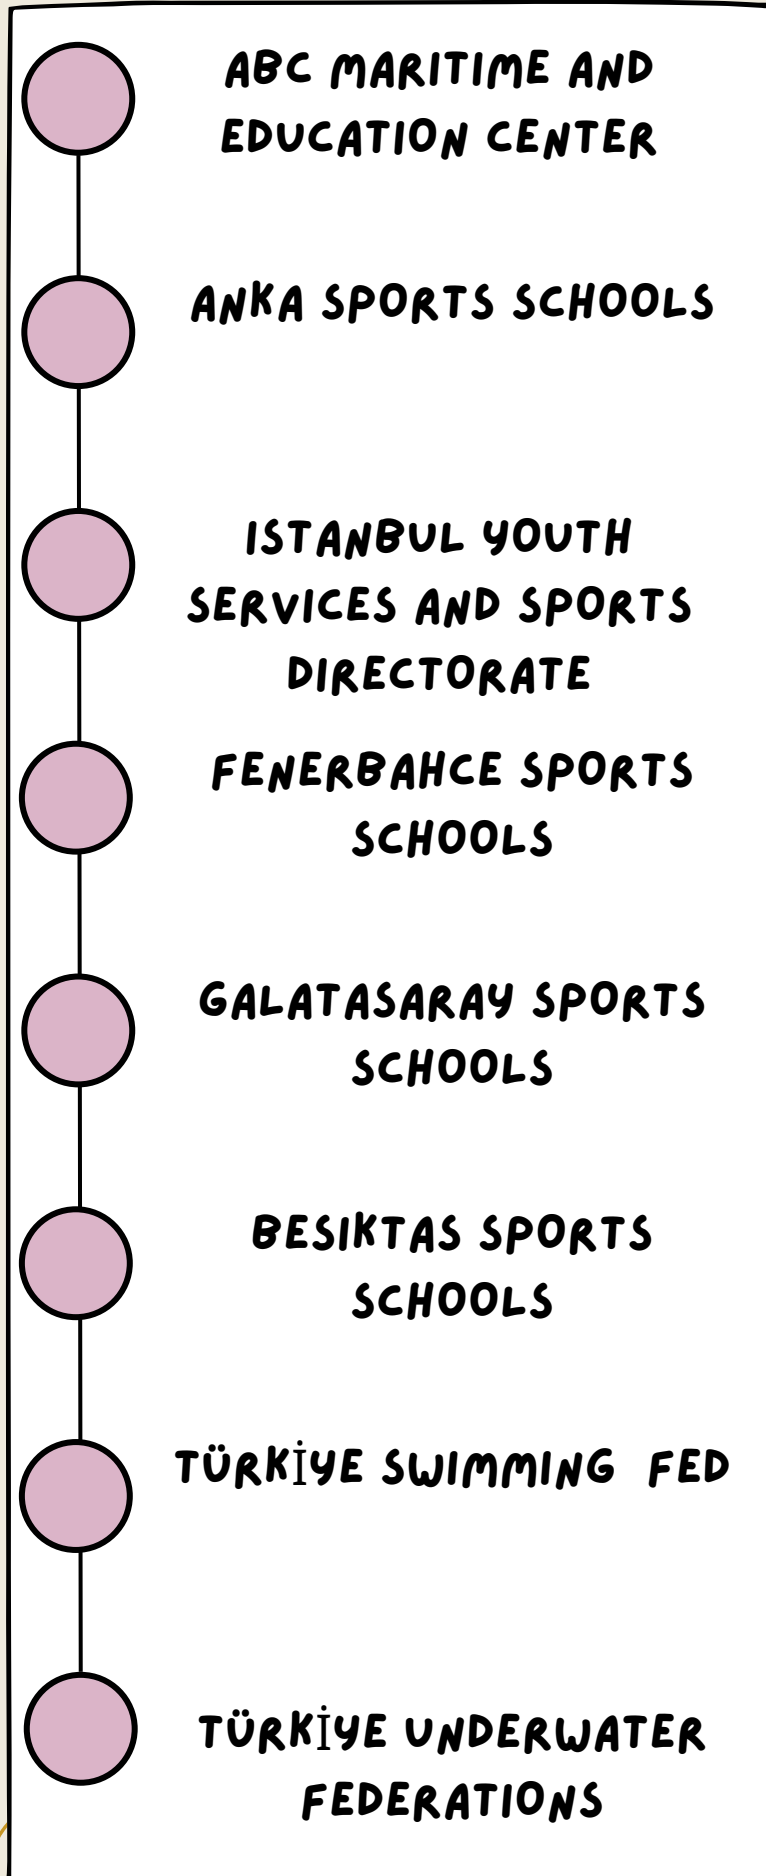 ABC MARITIME AND
EDUCATION CENTER
ANKA SPORTS SCHOOLS
ISTANBUL YOUTH
SERVICES AND SPORTS
DIRECTORATE
FENERBAHCE SPORTS
SCHOOLS
GALATASARAY SPORTS
SCHOOLS
BESIKTAS SPORTS
SCHOOLS
TÜRKİYE SWIMMING FED
TÜRKİYE UNDERWATER
FEDERATIONS